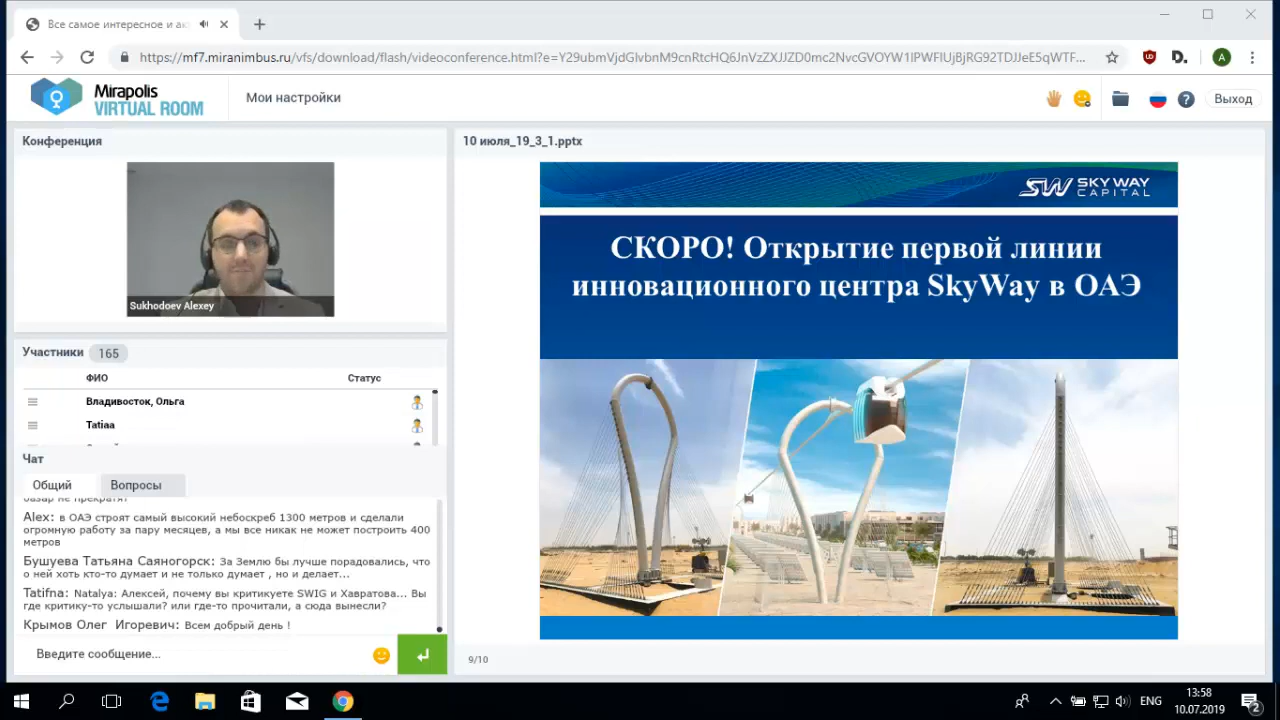 Все самое интересное и ак
https://mf7.miranimbus.ru/vfs/download/flash/videoconference.html?e=Y29ubmVjdGlvbnM9cnRtcHQ6JnVzZXJJZD0mc2NvcGVOYW1lPWFlUjBjRG92TDJJeE5qWTF...
Mirapolis
VIRTUAL ROOM
Мои настройки
Выход
Конференция
Sukhodoev Alexey
Участники 165
ФИО Статус
Владивосток, Ольга
Tatiaa
Чат
Общий Вопросы
базар не прекратят
Alex: в ОАЭ строят самый высокий небоскреб 1300 метров и сделали
огромную работу за пару месяцев, а мы все никак не может построить 400
метров
Бушуева Татьяна Саяногорск: За Землю бы лучше порадовались, что
о ней хоть кто-то думает и не только думает , но и делает...
Tatifna: Natalya: Алексей, почему вы критикуете SWIG и Хавратова... Вы
где критику-то услышали? или где-то прочитали, а сюда вынесли?
Крымов Олег Игоревич: Всем добрый день !
Введите сообщение...
10 июля_19_3_1.pptx
SW SKY WAY
CAPITAL
СКОРО! Открытие первой линии
инновационного центра SkyWay в ОАЭ
9/10
ENG
13:58
10.07.2019
2